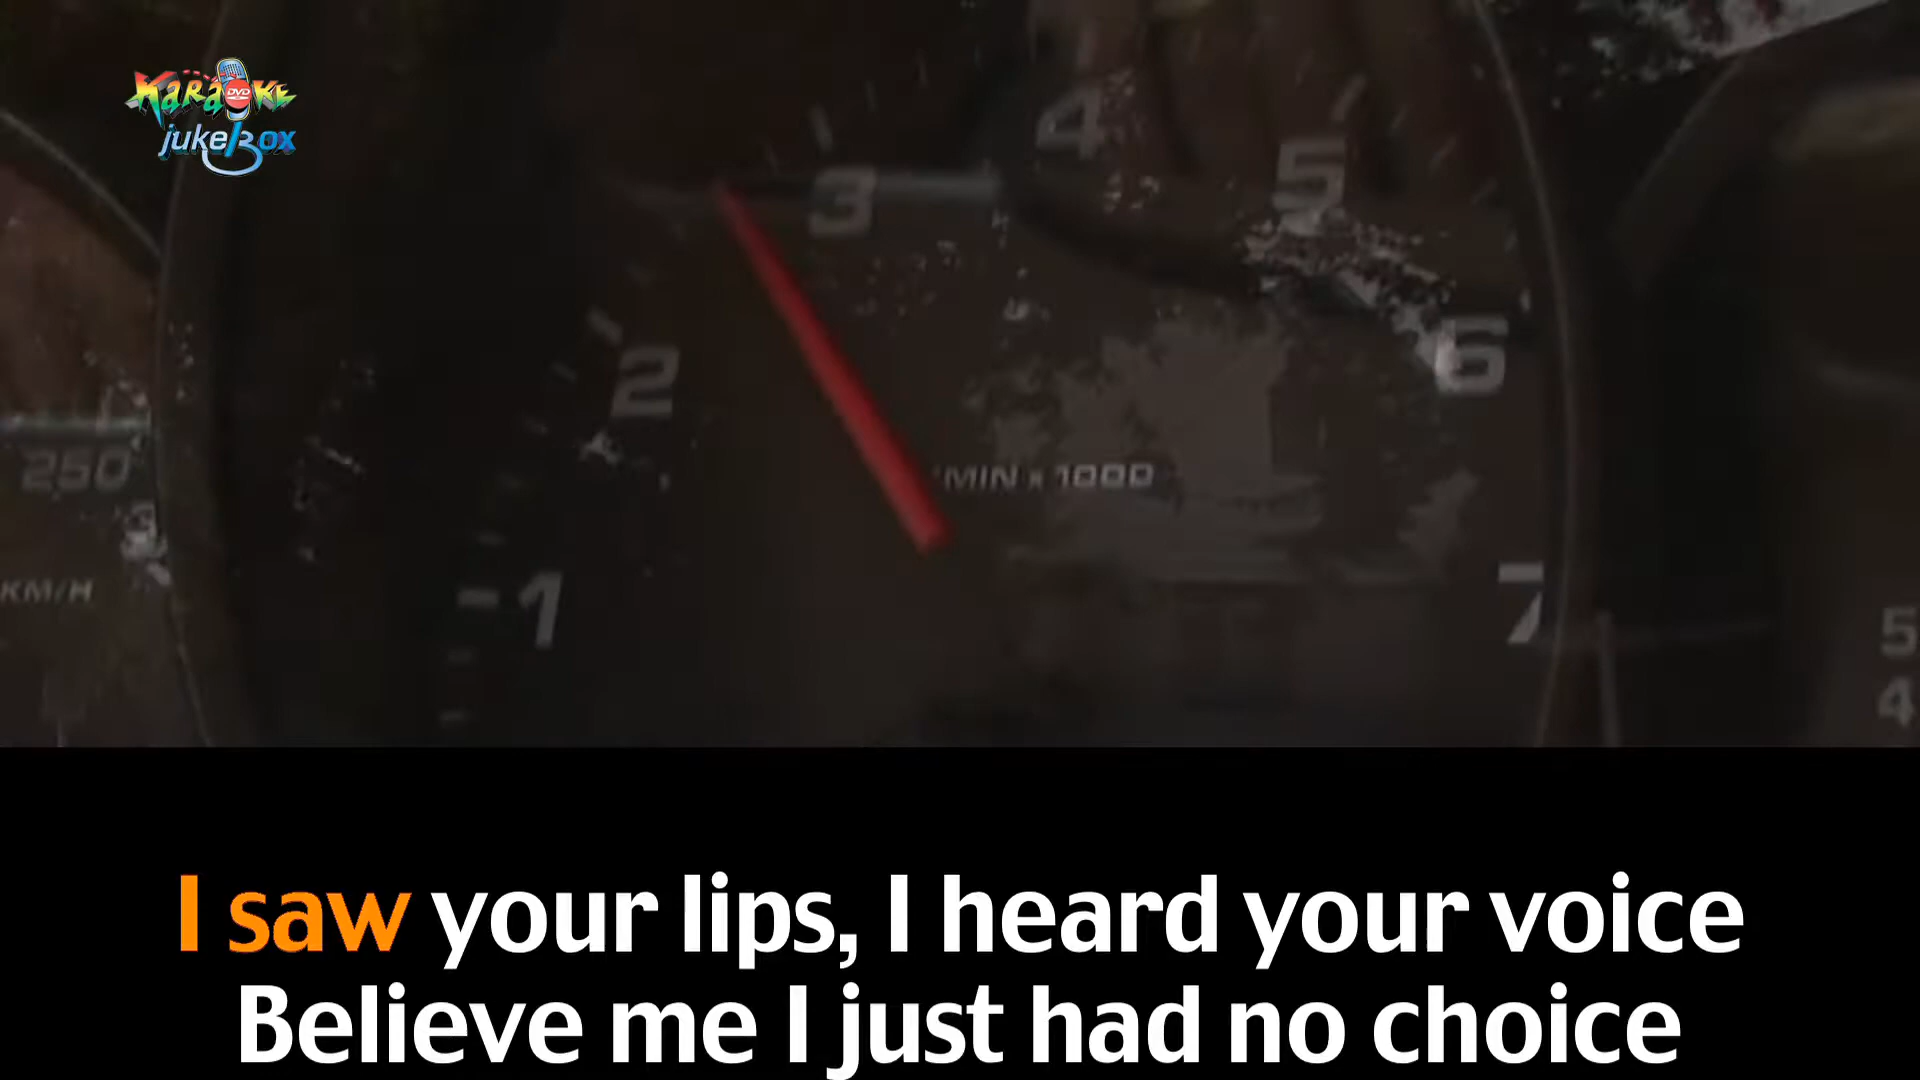 KaraOKe
DVD
jukeBox
4
5
3
6
2
250
/MIN x 1000
KM/H
1
7
5
4
I saw your lips, I heard your voice
Believe me I just had no choice